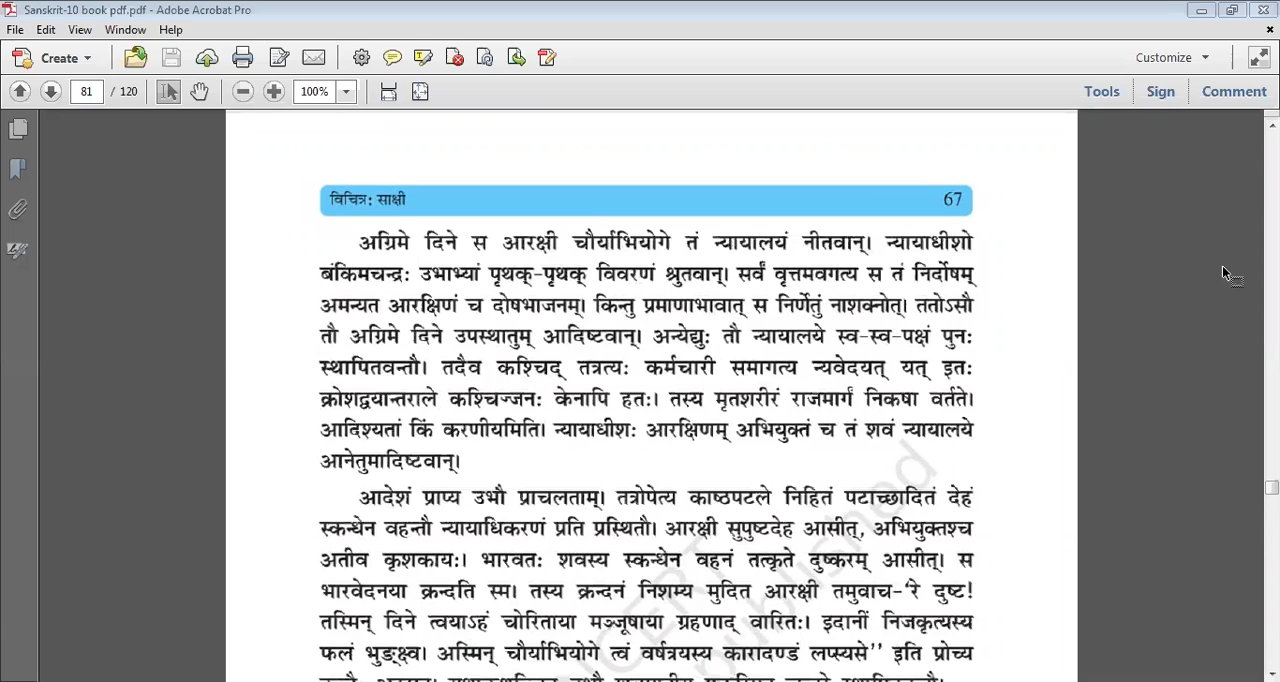 Sanskrit-10 book pdf.pdf - Adobe Acrobat Pro
File Edit View Window Help
Create Customize
81 / 120 100% Tools Sign Comment
विचित्रः साक्षी 67
अग्रिमे दिने स आरक्षी चौर्याभियोगे तं न्यायालयं नीतवान्। न्यायाधीशो
बंकिमचन्द्रः उभाभ्यां पृथक्-पृथक् विवरणं श्रुतवान्। सर्वं वृत्तमवगत्य स तं निर्दोषम्
अमन्यत आरक्षिणं च दोषभाजनम्। किन्तु प्रमाणाभावात् स निर्णेतुं नाशक्नोत्। ततोऽसौ
तौ अग्रिमे दिने उपस्थातुम् आदिष्टवान्। अन्येद्युः तौ न्यायालये स्व-स्व-पक्षं पुनः
स्थापितवन्तौ। तदैव कश्चिद् तत्रत्यः कर्मचारी समागत्य न्यवेदयत् यत् इतः
क्रोशद्वयान्तराले कश्चिज्जनः केनापि हतः। तस्य मृतशरीरं राजमार्गं निकषा वर्तते।
आदिश्यतां किं करणीयमिति। न्यायाधीशः आरक्षिणम् अभियुक्तं च तं शवं न्यायालये
आनेतुमादिष्टवान्।
आदेशं प्राप्य उभौ प्राचलताम्। तत्रोपेत्य काष्ठपटले निहितं पटाच्छादितं देहं
स्कन्धेन वहन्तौ न्यायाधिकरणं प्रति प्रस्थितौ। आरक्षी सुपुष्टदेह आसीत्, अभियुक्तश्च
अतीव कृशकायः। भारवतः शवस्य स्कन्धेन वहनं तत्कृते दुष्करम् आसीत्। स
भारवेदनया क्रन्दति स्म। तस्य क्रन्दनं निशम्य मुदित आरक्षी तमुवाच-'रे दुष्ट!
तस्मिन् दिने त्वयाऽहं चोरिताया मञ्जूषाया ग्रहणाद् वारितः। इदानीं निजकृत्यस्य
फलं भुङ्क्ष्व। अस्मिन् चौर्याभियोगे त्वं वर्षत्रयस्य कारादण्डं लप्स्यसे" इति प्रोच्य